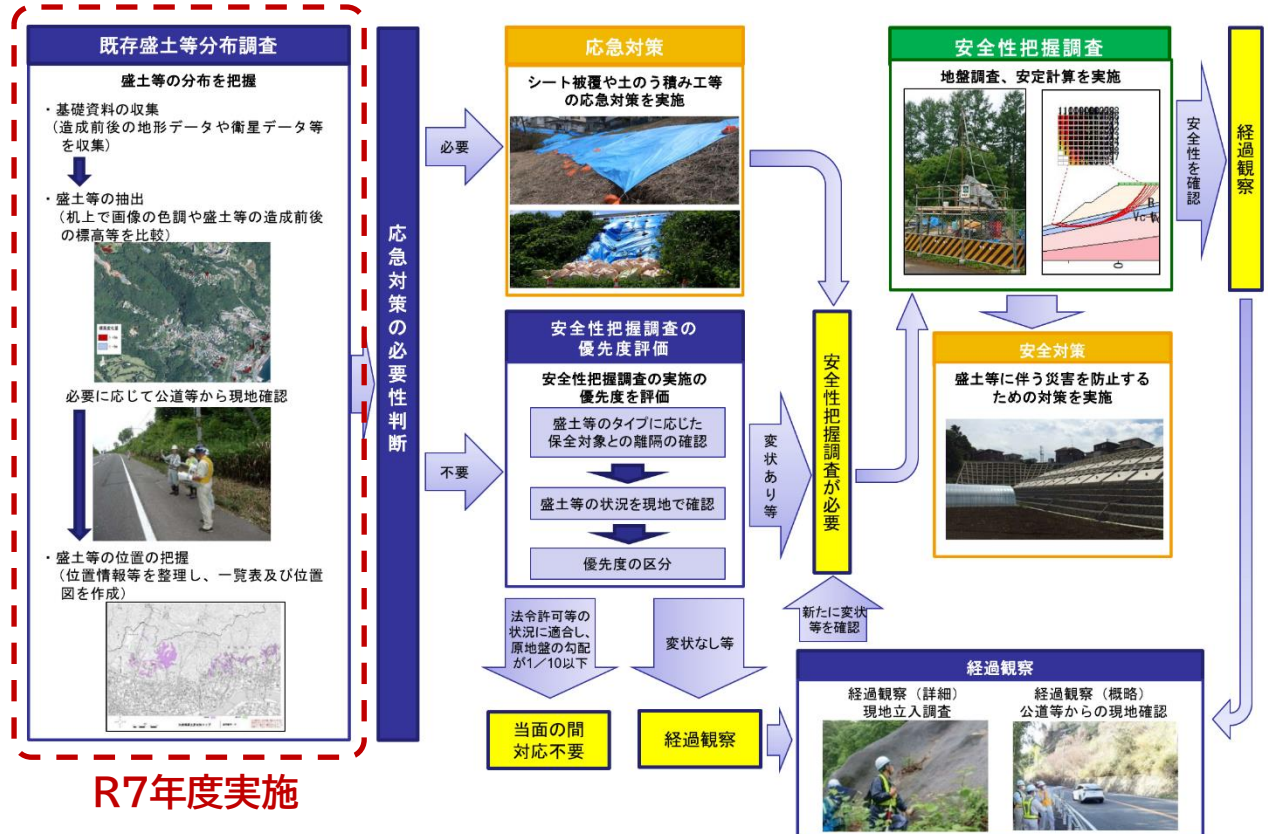 既存盛土等分布調査
盛土等の分布を把握
・基礎資料の収集
（造成前後の地形データや衛星データ等
を収集）
・盛土等の抽出
（机上で画像の色調や盛土等の造成前後
の標高等を比較）
必要に応じて公道等から現地確認
・盛土等の位置の把握
（位置情報等を整理し、一覧表及び位置
図を作成）
R7年度実施
応急対策の必要性判断
必要
不要
応急対策
シート被覆や土のう積み工等
の応急対策を実施
安全性把握調査の
優先度評価
安全性把握調査の実施の
優先度を評価
盛土等のタイプに応じた
保全対象との離隔の確認
盛土等の状況を現地で確認
優先度の区分
法令許可等の
状況に適合し、
原地盤の勾配
が1／10以下
変状なし等
当面の間
対応不要
経過観察
変状あり等
安全性把握調査が必要
新たに変状
等を確認
安全性把握調査
地盤調査、安定計算を実施
安全性を確認
経過観察
安全対策
盛土等に伴う災害を防止する
ための対策を実施
経過観察
経過観察（詳細）
現地立入調査
経過観察（概略）
公道等からの現地確認